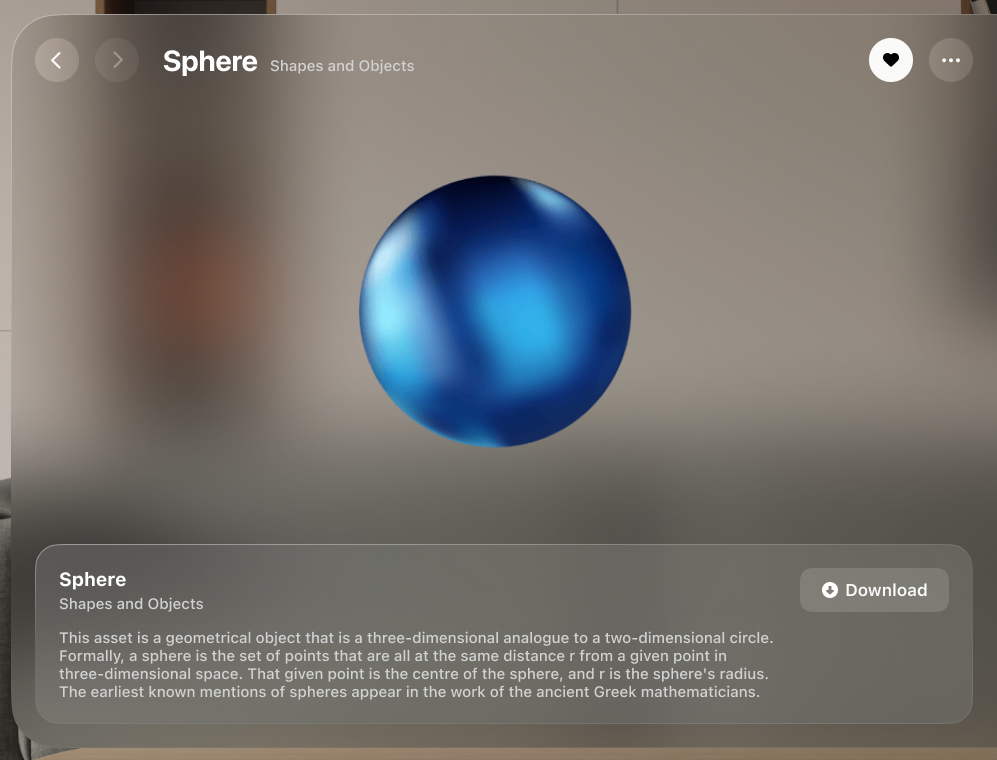 Sphere Shapes and Objects
Sphere
Shapes and Objects
Download
This asset is a geometrical object that is a three-dimensional analogue to a two-dimensional circle.
Formally, a sphere is the set of points that are all at the same distance r from a given point in
three-dimensional space. That given point is the centre of the sphere, and r is the sphere's radius.
The earliest known mentions of spheres appear in the work of the ancient Greek mathematicians.